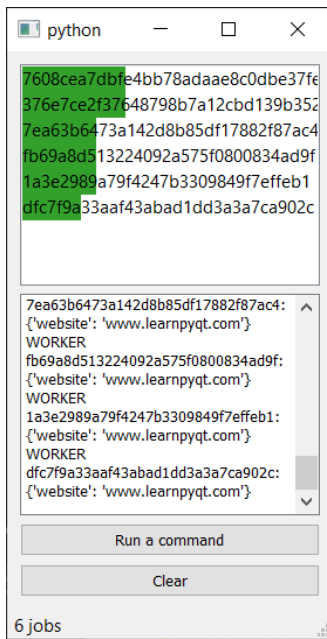 python
7608cea7dbfe4bb78adaae8c0dbe37fe
376e7ce2f37648798b7a12cbd139b352
7ea63b6473a142d8b85df17882f87ac4
fb69a8d513224092a575f0800834ad9f
1a3e2989a79f4247b3309849f7effeb1
dfc7f9a33aaf43abad1dd3a3a7ca902c
7ea63b6473a142d8b85df17882f87ac4:
{'website': 'www.learnpyqt.com'}
WORKER
fb69a8d513224092a575f0800834ad9f:
{'website': 'www.learnpyqt.com'}
WORKER
1a3e2989a79f4247b3309849f7effeb1:
{'website': 'www.learnpyqt.com'}
WORKER
dfc7f9a33aaf43abad1dd3a3a7ca902c:
{'website': 'www.learnpyqt.com'}
Run a command
Clear
6 jobs